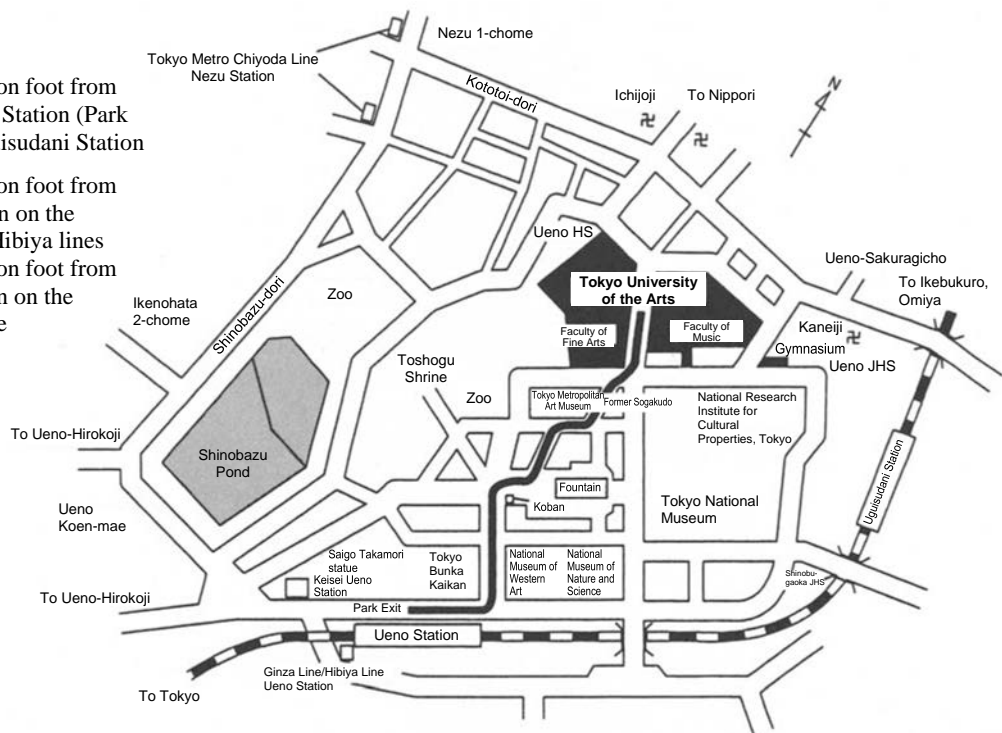 on foot from
Station (Park
isudani Station
on foot from
n on the
Hibiya lines
on foot from
n on the
e
Nezu 1-chome
Tokyo Metro Chiyoda Line
Nezu Station
Kototoi-dori
Ichijoji
To Nippori
卍
卍
N
Ueno HS
Ueno-Sakuragicho
To Ikebukuro,
Omiya
Tokyo University
of the Arts
Faculty of
Fine Arts
Faculty of
Music
Kaneiji
卍
Gymnasium
Ueno JHS
Ikenohata
2-chome
Shinobazu-dori
Zoo
Toshogu
Shrine
Zoo
Tokyo Metropolitan
Art Museum
Former Sogakudo
National Research
Institute for
Cultural
Properties, Tokyo
To Ueno-Hirokoji
Shinobazu
Pond
Fountain
Koban
Tokyo National
Museum
Uguisudani Station
Ueno
Koen-mae
Saigo Takamori
statue
Keisei Ueno
Station
Tokyo
Bunka
Kaikan
National
Museum of
Western
Art
National
Museum of
Nature and
Science
Shinobu-
gaoka JHS
To Ueno-Hirokoji
Park Exit
Ueno Station
Ginza Line/Hibiya Line
Ueno Station
To Tokyo